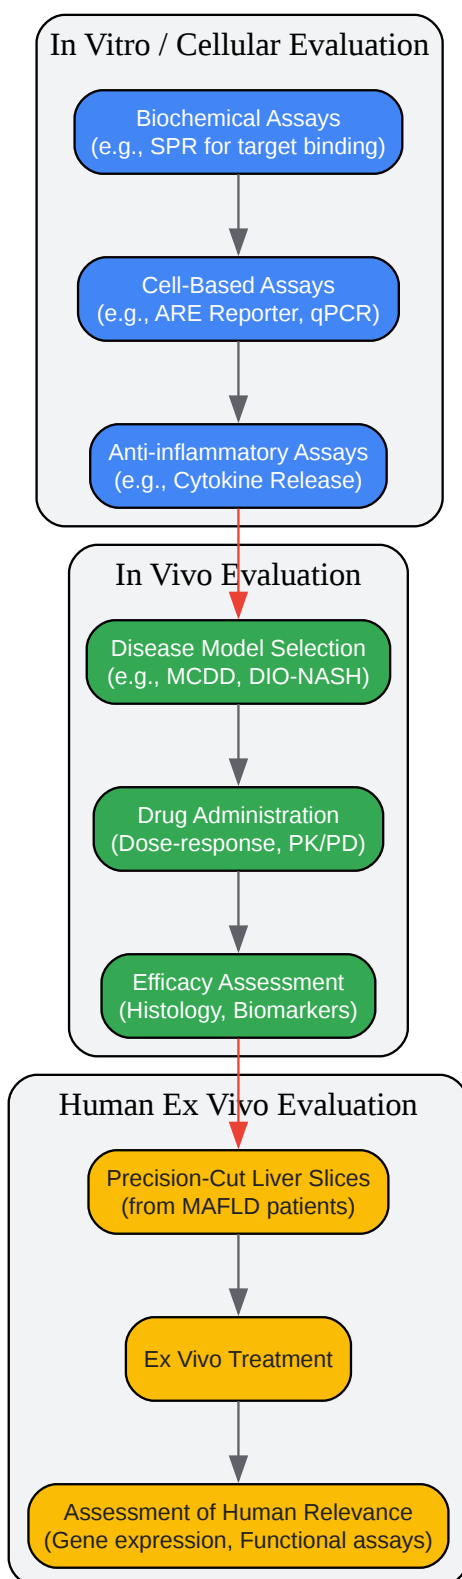 In Vitro / Cellular Evaluation
Biochemical Assays
(e.g., SPR for target binding)
Cell-Based Assays
(e.g., ARE Reporter, qPCR)
Anti-inflammatory Assays
(e.g., Cytokine Release)
In Vivo Evaluation
Disease Model Selection
(e.g., MCDD, DIO-NASH)
Drug Administration
(Dose-response, PK/PD)
Efficacy Assessment
(Histology, Biomarkers)
Human Ex Vivo Evaluation
Precision-Cut Liver Slices
(from MAFLD patients)
Ex Vivo Treatment
Assessment of Human Relevance
(Gene expression, Functional assays)